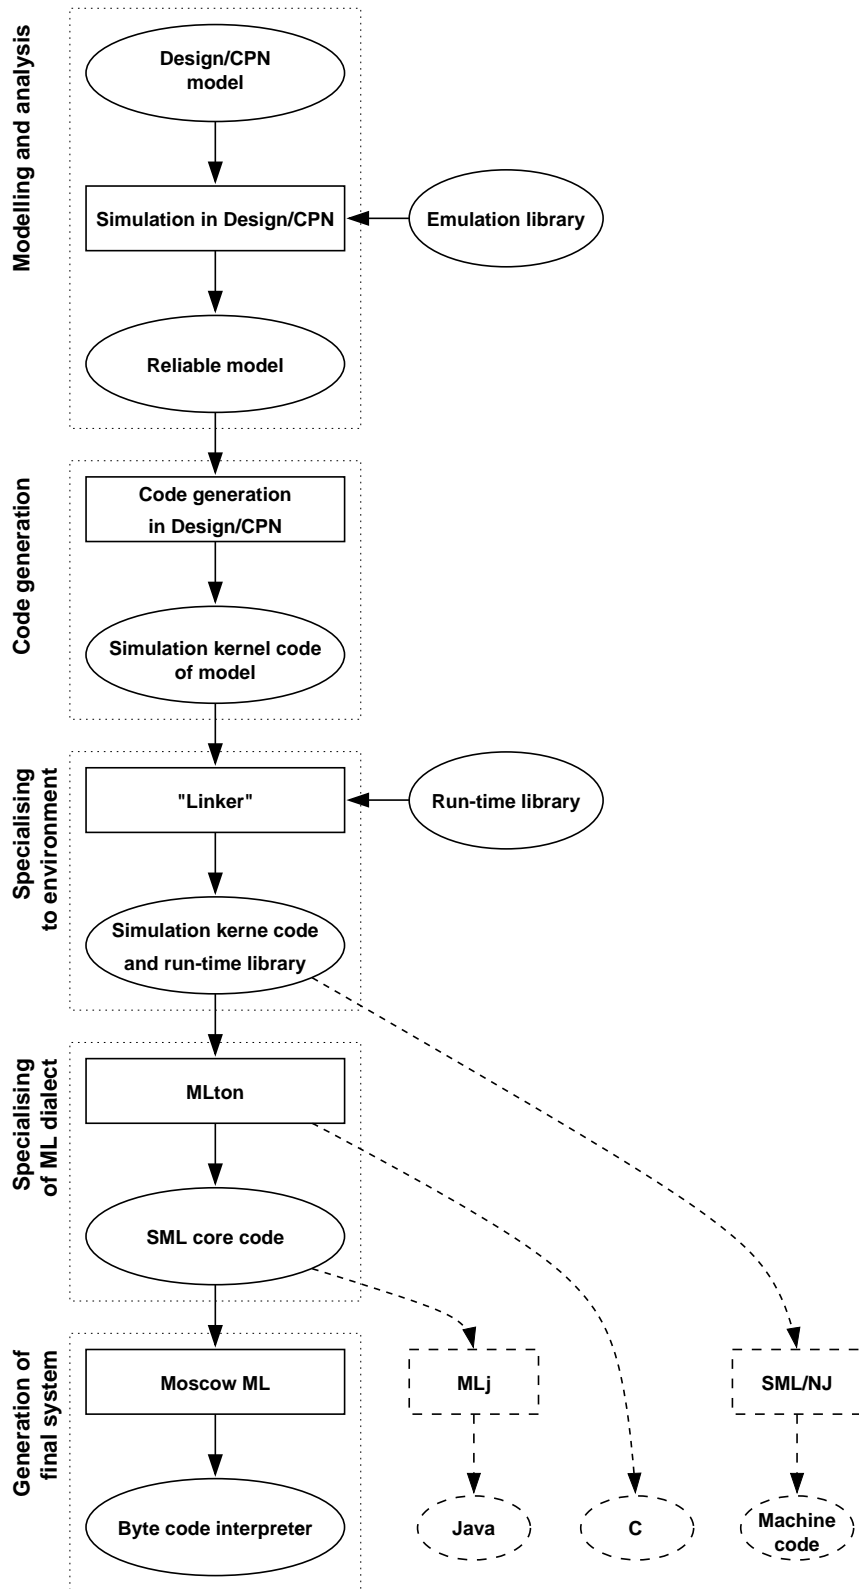 Modelling and analysis
Design/CPN
model
Simulation in Design/CPN
Emulation library
Reliable model
Code generation
Code generation
in Design/CPN
Simulation kernel code
of model
Specialising
to environment
"Linker"
Run-time library
Simulation kerne code
and run-time library
Specialising
of ML dialect
MLton
SML core code
Generation of
final system
Moscow ML
MLj
SML/NJ
Byte code interpreter
Java
C
Machine
code